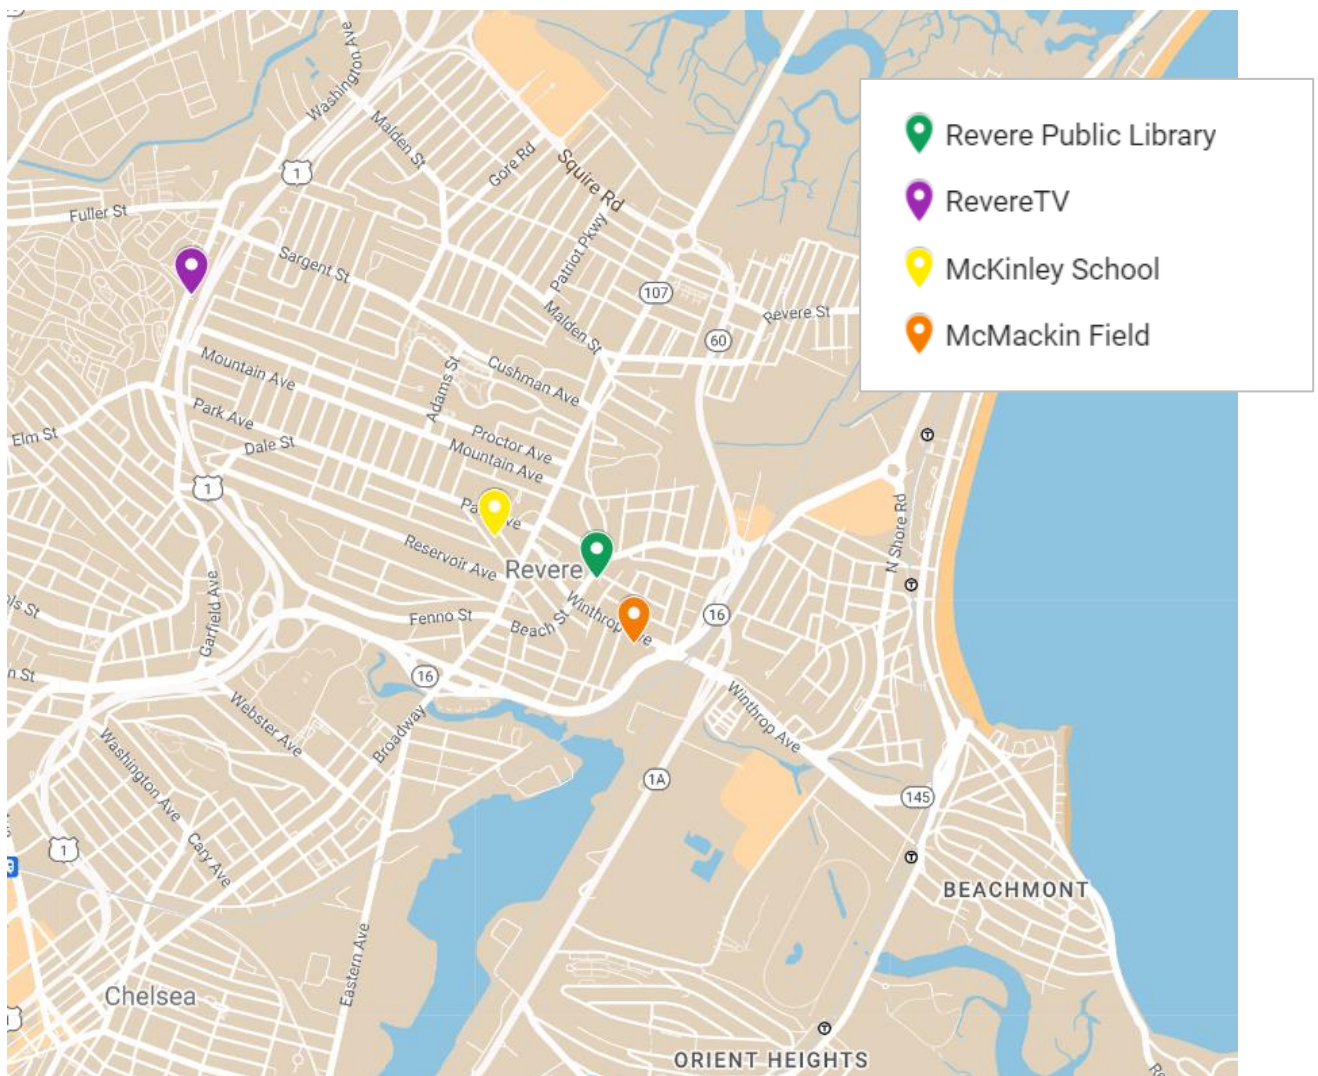 Revere Public Library
RevereTV
McKinley School
McMackin Field
Washington Ave
Malden St
Gore Rd
Squire Rd
1
Fuller St
Sargent St
Patriot Pkwy
107
Malden St
60
Revere St
Mountain Ave
Adams St
Cushman Ave
Park Ave
Elm St
Dale St
Proctor Ave
Mountain Ave
1
Reservoir Ave
N Shore Rd
Revere
Garfield Ave
Fenno St
Beach St
16
16
Webster Ave
Broadway
Winthrop Ave
Washington Ave
1A
145
1
Cary Ave
BEACHMONT
Eastern Ave
Chelsea
ORIENT HEIGHTS
T
T
T
T